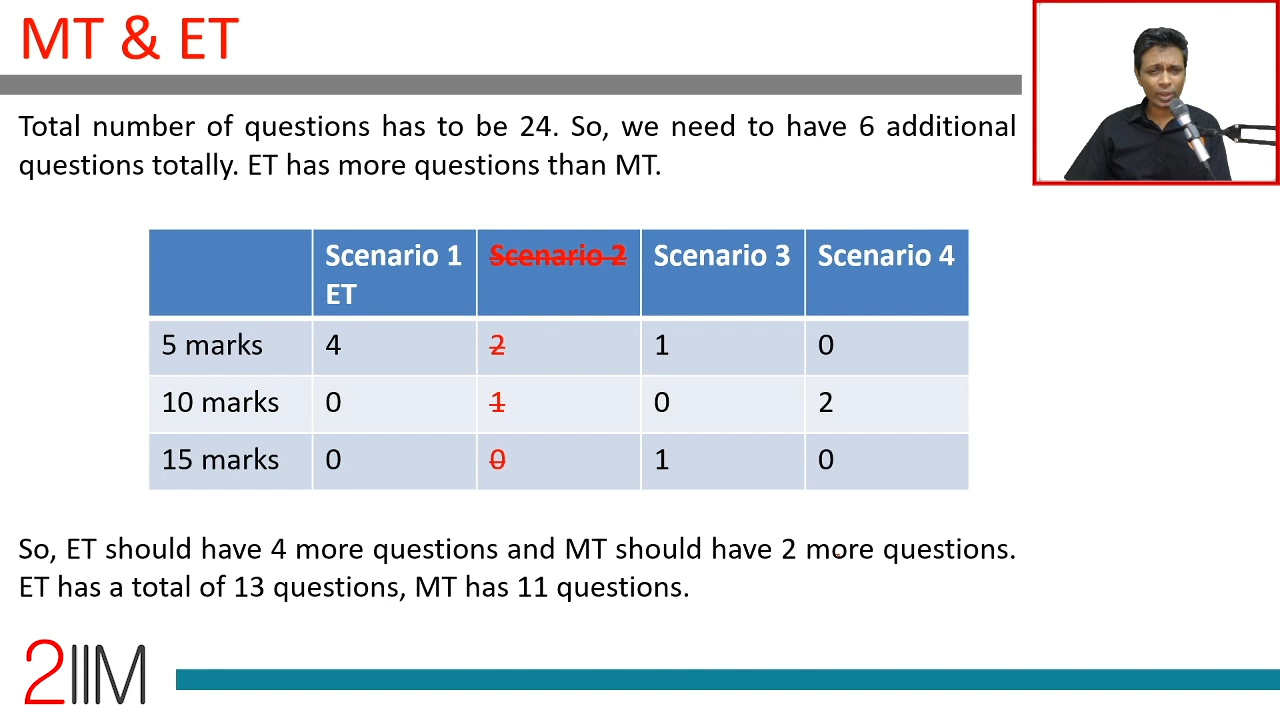 MT & ET
Total number of questions has to be 24. So, we need to have 6 additional
questions totally. ET has more questions than MT.
Scenario 1 ET Scenario 2 Scenario 3 Scenario 4
5 marks 4 2 1 0
10 marks 0 1 0 2
15 marks 0 0 1 0
So, ET should have 4 more questions and MT should have 2 more questions.
ET has a total of 13 questions, MT has 11 questions.
2IIM